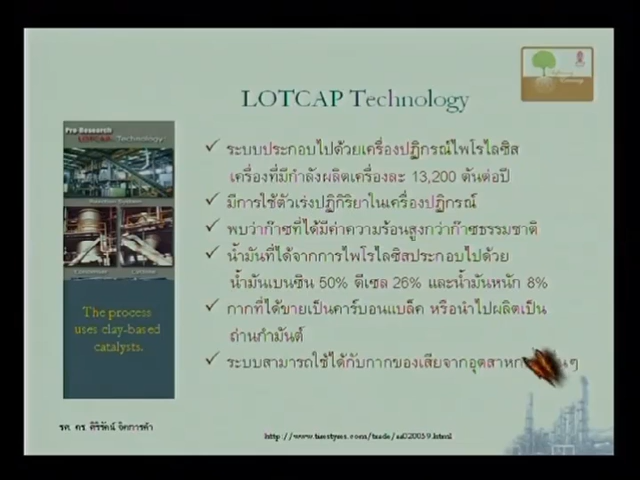 LOTCAP Technology
Pre-Research
LOTCAP Technology
ระบบประกอบไปด้วยเครื่องปฏิกรณ์ไพโรไลซิส
เครื่องที่มีกำลังผลิตเครื่องละ 13,200 ตันต่อปี
มีการใช้ตัวเร่งปฏิกิริยาในเครื่องปฏิกรณ์
พบว่าก๊าซที่ได้มีค่าความร้อนสูงกว่าก๊าซธรรมชาติ
น้ำมันที่ได้จากการไพโรไลซิสประกอบไปด้วย
น้ำมันเบนซิน 50% ดีเซล 26% และน้ำมันหนัก 8%
กากที่ได้ขายเป็นคาร์บอนแบล็ค หรือนำไปผลิตเป็น
ถ่านกำมันต์
ระบบสามารถใช้ได้กับกากของเสียจากอุตสาหก
The process
uses clay-based
catalysts.
รศ. ดร. ศิริรัตน์ จิตการค้า